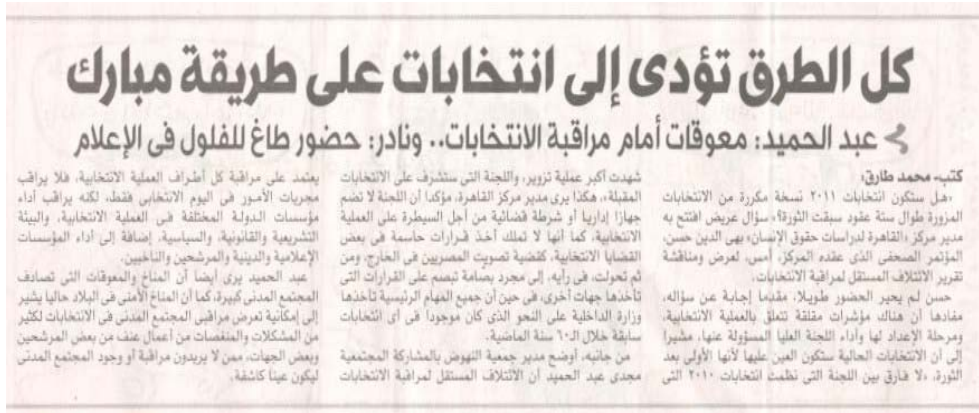 كل الطرق تؤدى إلى انتخابات على طريقة مبارك
عبد الحميد: معوقات أمام مراقبة الانتخابات.. ونادر: حضور طاغ للفلول فى الإعلام
كتب- محمد طارق:
«هل ستكون انتخابات ٢٠١١ نسخة مكررة من الانتخابات
المزورة طوال ستة عقود سبقت الثورة؟» سؤال عريض افتتح به
مدير مركز «القاهرة لدراسات حقوق الإنسان» بهى الدين حسن،
المؤتمر الصحفى الذى عقده المركز، أمس، لعرض ومناقشة
تقرير الائتلاف المستقل لمراقبة الانتخابات.
حسن لم يحير الحضور طويلا، مقدما إجابة عن سؤاله،
مفادها أن هناك مؤشرات مقلقة تتعلق بالعملية الانتخابية،
ومرحلة الإعداد لها وأداء اللجنة العليا المسؤولة عنها، مشيرا
إلى أن الانتخابات الحالية ستكون العين عليها لأنها الأولى بعد
الثورة، «لا فارق بين اللجنة التى نظمت انتخابات ٢٠١٠ التى
شهدت أكبر عملية تزوير، واللجنة التى ستشرف على الانتخابات
المقبلة»، هكذا يرى مدير مركز القاهرة، مؤكدا أن اللجنة لا تضم
جهازا إداريا أو شرطة قضائية من أجل السيطرة على العملية
الانتخابية، كما أنها لا تملك أخذ قرارات حاسمة فى بعض
القضايا الانتخابية، كقضية تصويت المصريين فى الخارج، ومن
ثم تحولت، فى رأيه، إلى مجرد بصامة تبصم على القرارات التى
تأخذها جهات أخرى، فى حين أن جميع المهام الرئيسية تأخذها
وزارة الداخلية على النحو الذى كان موجودا فى أى انتخابات
سابقة خلال الـ٦٠ سنة الماضية.
من جانبه، أوضح مدير جمعية النهوض بالمشاركة المجتمعية
مجدى عبد الحميد أن الائتلاف المستقل لمراقبة الانتخابات
يعتمد على مراقبة كل أطراف العملية الانتخابية، فلا يراقب
مجريات الأمور فى اليوم الانتخابى فقط، لكنه يراقب أداء
مؤسسات الدولة المختلفة فى العملية الانتخابية، والبيئة
التشريعية والقانونية، والسياسية، إضافة إلى أداء المؤسسات
الإعلامية والدينية والمرشحين والناخبين.
عبد الحميد يرى أيضا أن المناخ والمعوقات التى تصادف
المجتمع المدنى كبيرة، كما أن المناخ الأمنى فى البلاد حاليا يشير
إلى إمكانية تعرض مراقبى المجتمع المدنى فى الانتخابات لكثير
من المشكلات والمنغصات من أعمال عنف من بعض المرشحين
وبعض الجهات، ممن لا يريدون مراقبة أو وجود المجتمع المدنى
ليكون عينا كاشفة.